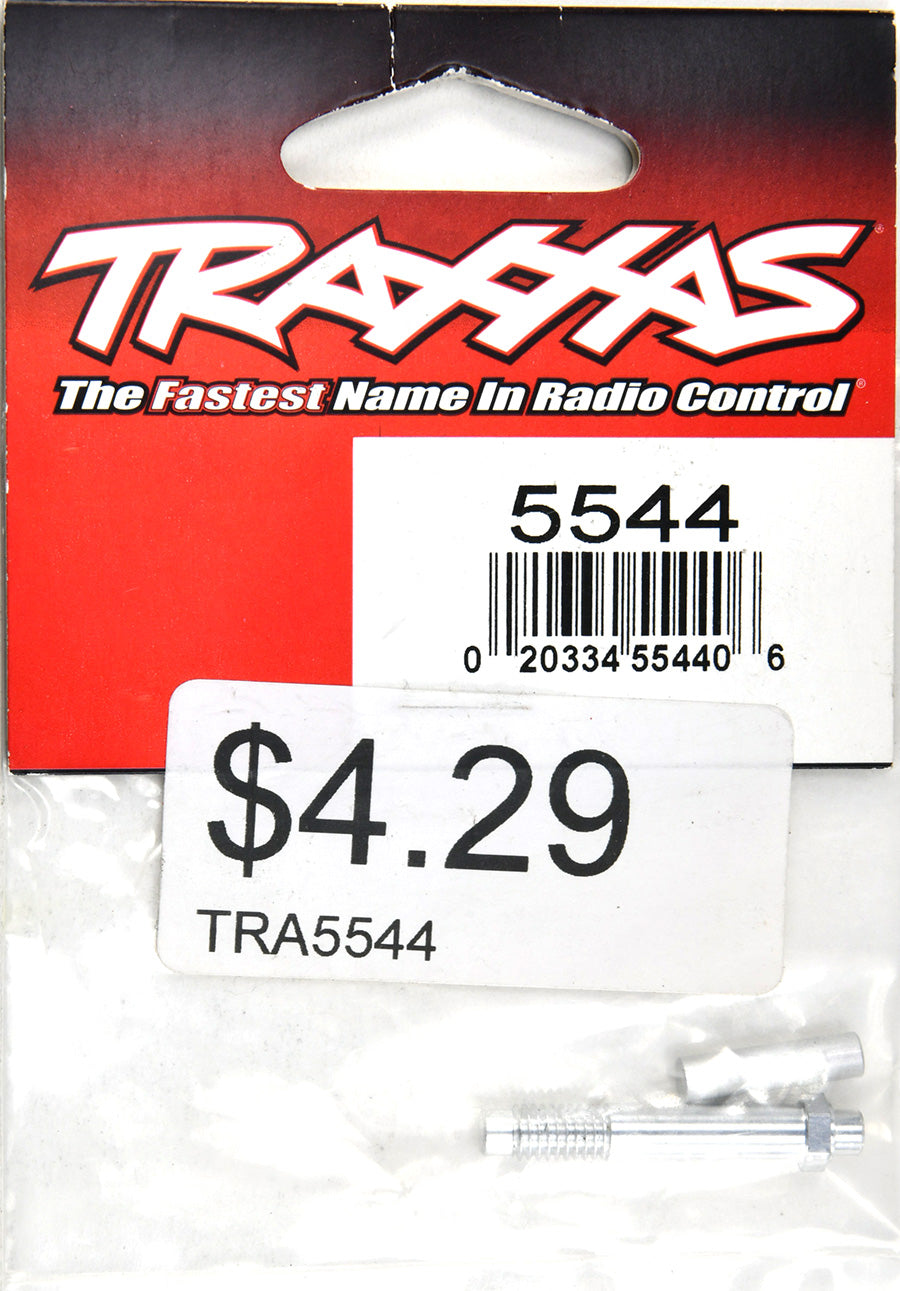 TRAXXAS®
The Fastest Name In Radio Control®
5544
0 20334 55440 6
$4.29
TRA5544